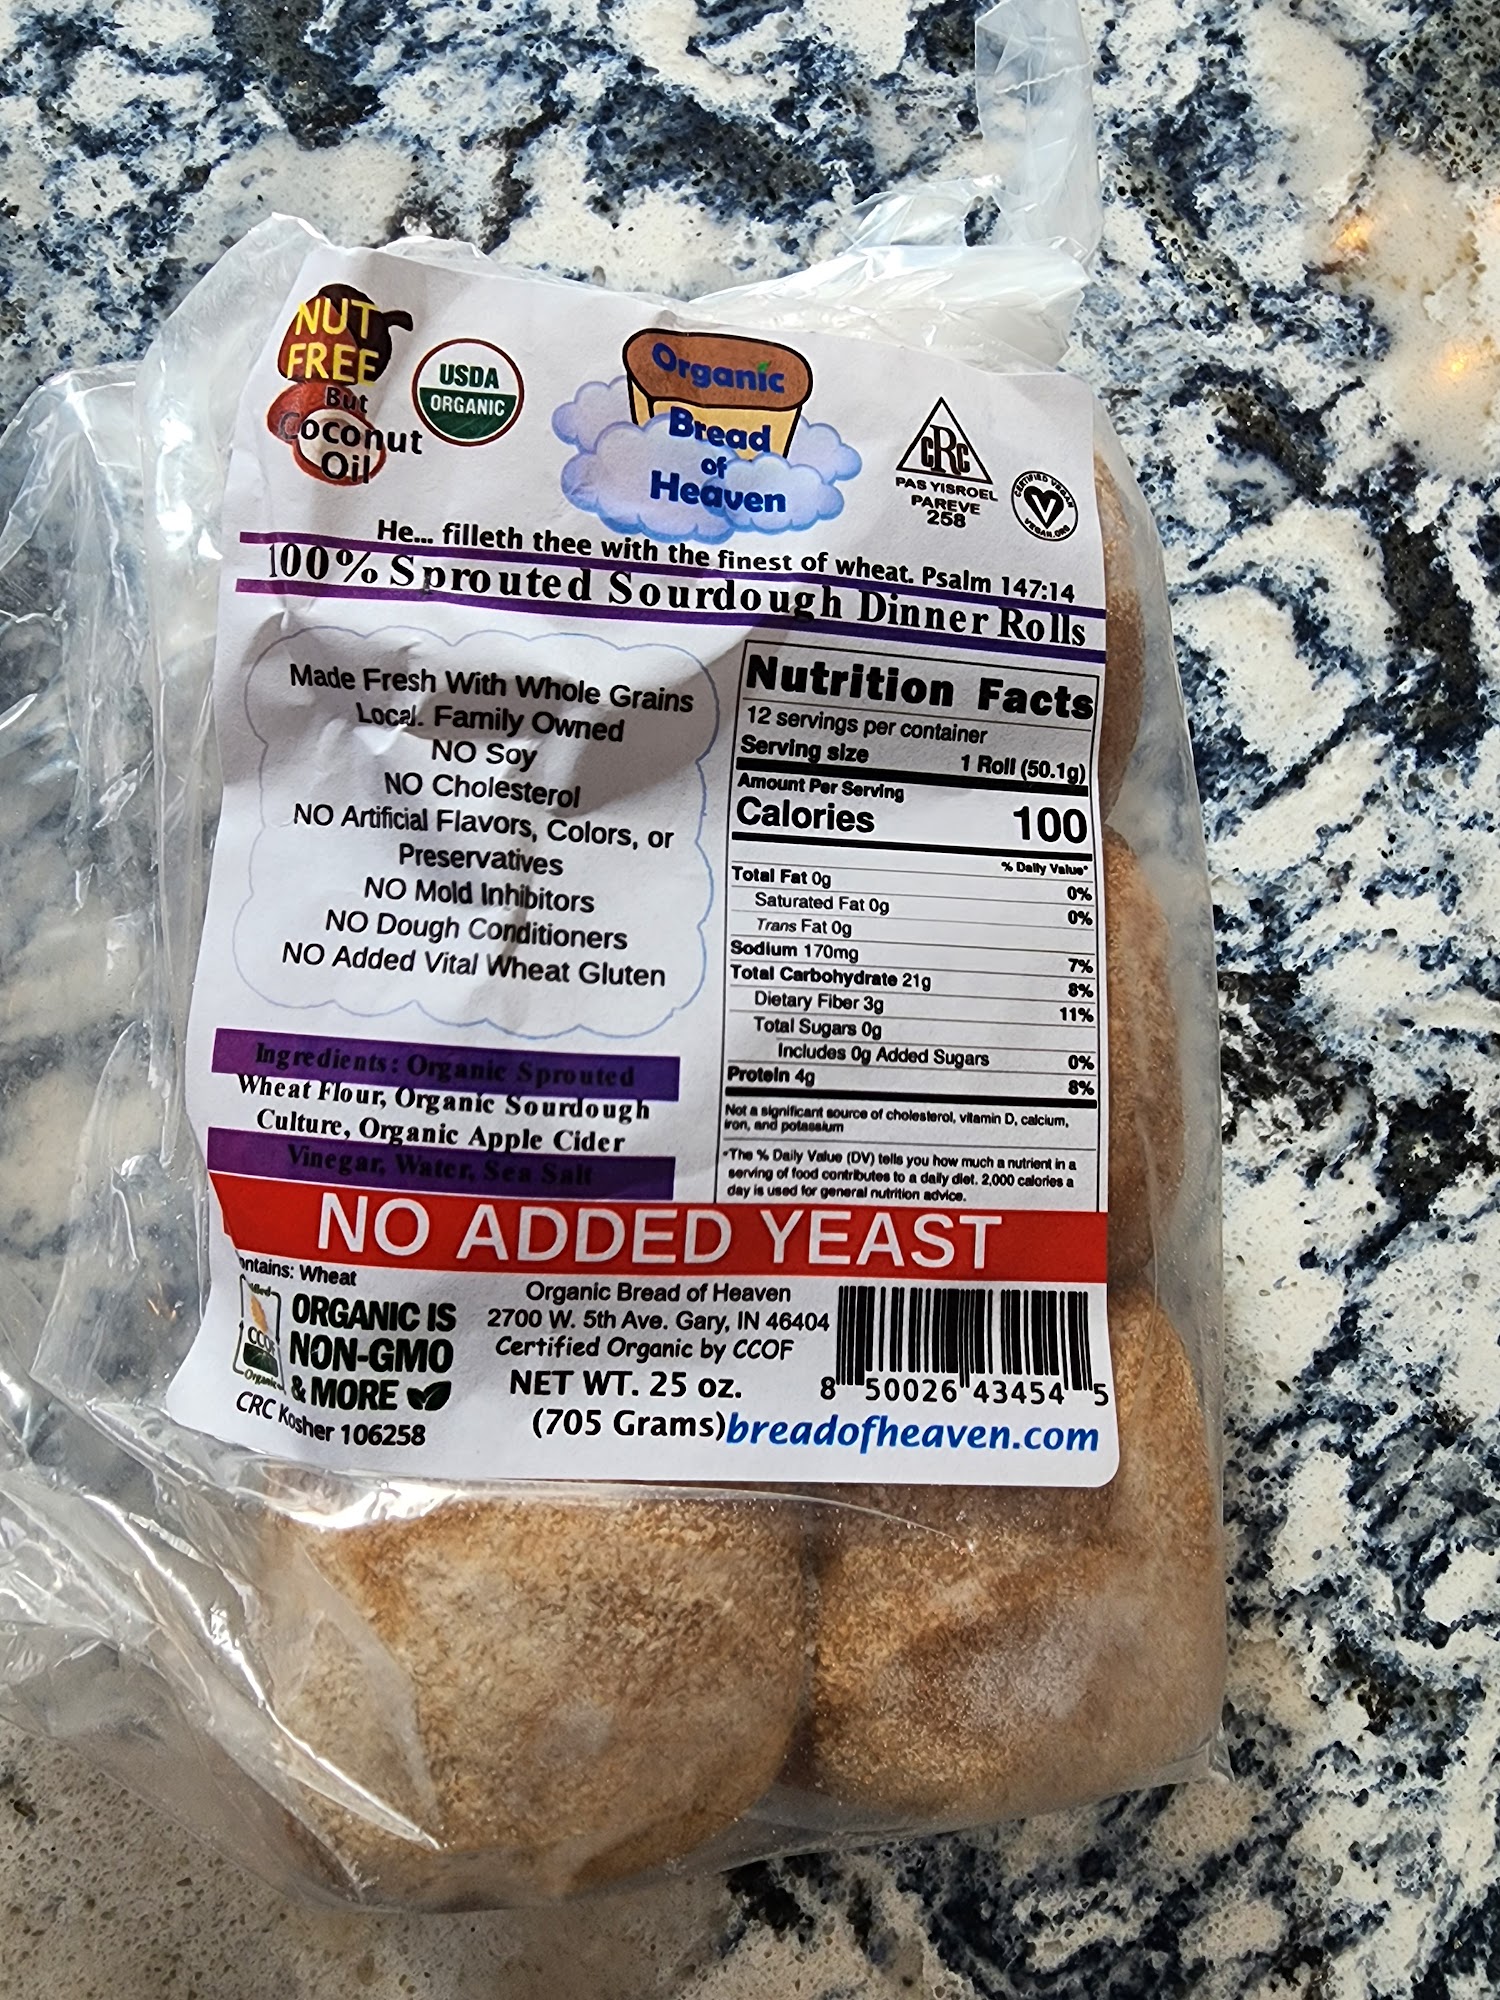 NUT
FREE
But
Coconut
Oil
USDA
ORGANIC
Organic
Bread
of
Heaven
CRC
PAS YISROEL
PAREVE
258
CERTIFIED VEGAN
VEGAN.ORG
He... filleth thee with the finest of wheat. Psalm 147:14
100% Sprouted Sourdough Dinner Rolls
Made Fresh With Whole Grains
Local. Family Owned
NO Soy
NO Cholesterol
NO Artificial Flavors, Colors, or
Preservatives
NO Mold Inhibitors
NO Dough Conditioners
NO Added Vital Wheat Gluten
Ingredients: Organic Sprouted
Wheat Flour, Organic Sourdough
Culture, Organic Apple Cider
Vinegar, Water, Sea Salt
Nutrition Facts
12 servings per container
Serving size 1 Roll (50.1g)
Amount Per Serving
Calories 100
% Daily Value*
Total Fat 0g 0%
Saturated Fat 0g 0%
Trans Fat 0g
Sodium 170mg 7%
Total Carbohydrate 21g 8%
Dietary Fiber 3g 11%
Total Sugars 0g
Includes 0g Added Sugars 0%
Protein 4g 8%
Not a significant source of cholesterol, vitamin D, calcium,
iron, and potassium
*The % Daily Value (DV) tells you how much a nutrient in a
serving of food contributes to a daily diet. 2,000 calories a
day is used for general nutrition advice.
NO ADDED YEAST
ontains: Wheat
CCOF
Organic
ORGANIC IS
NON-GMO
& MORE
CRC Kosher 106258
Organic Bread of Heaven
2700 W. 5th Ave. Gary, IN 46404
Certified Organic by CCOF
NET WT. 25 oz.
(705 Grams)
8 50026 43454 5
breadofheaven.com